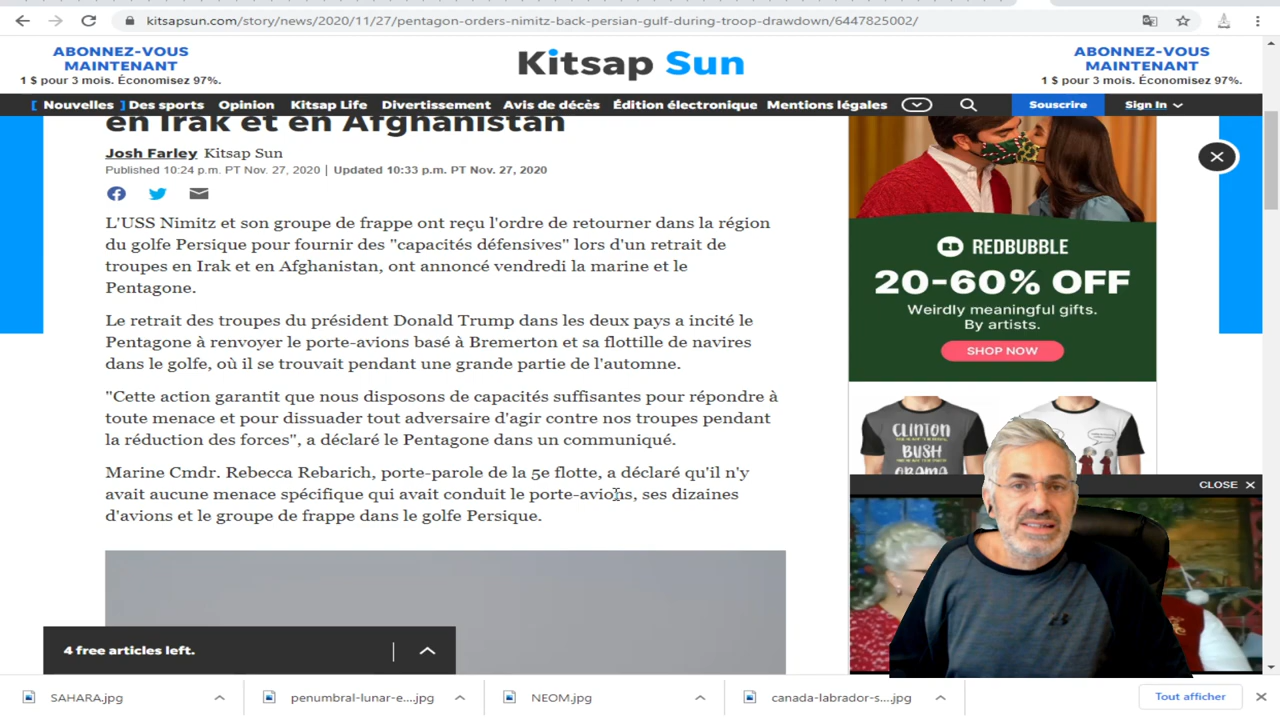 kitsapsun.com/story/news/2020/11/27/pentagon-orders-nimitz-back-persian-gulf-during-troop-drawdown/6447825002/
ABONNEZ-VOUS
MAINTENANT
1 $ pour 3 mois. Économisez 97%.
Kitsap Sun
ABONNEZ-VOUS
MAINTENANT
1 $ pour 3 mois. Économisez 97%.
[ Nouvelles ] Des sports Opinion Kitsap Life Divertissement Avis de décès Édition électronique Mentions légales Souscrire Sign In
en Irak et en Afghanistan
Josh Farley Kitsap Sun
Published 10:24 p.m. PT Nov. 27, 2020 | Updated 10:33 p.m. PT Nov. 27, 2020
L'USS Nimitz et son groupe de frappe ont reçu l'ordre de retourner dans la région
du golfe Persique pour fournir des "capacités défensives" lors d'un retrait de
troupes en Irak et en Afghanistan, ont annoncé vendredi la marine et le
Pentagone.
Le retrait des troupes du président Donald Trump dans les deux pays a incité le
Pentagone à renvoyer le porte-avions basé à Bremerton et sa flottille de navires
dans le golfe, où il se trouvait pendant une grande partie de l'automne.
"Cette action garantit que nous disposons de capacités suffisantes pour répondre à
toute menace et pour dissuader tout adversaire d'agir contre nos troupes pendant
la réduction des forces", a déclaré le Pentagone dans un communiqué.
Marine Cmdr. Rebecca Rebarich, porte-parole de la 5e flotte, a déclaré qu'il n'y
avait aucune menace spécifique qui avait conduit le porte-avions, ses dizaines
d'avions et le groupe de frappe dans le golfe Persique.
REDBUBBLE
20-60% OFF
Weirdly meaningful gifts.
By artists.
SHOP NOW
CLINTON
BUSH
OBAMA
CLOSE
4 free articles left.
SAHARA.jpg
penumbral-lunar-e....jpg
NEOM.jpg
canada-labrador-s....jpg
Tout afficher